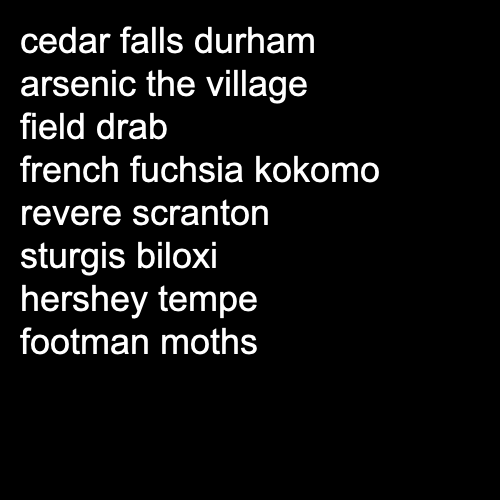 cedar falls durham
arsenic the village
field drab
french fuchsia kokomo
revere scranton
sturgis biloxi
hershey tempe
footman moths